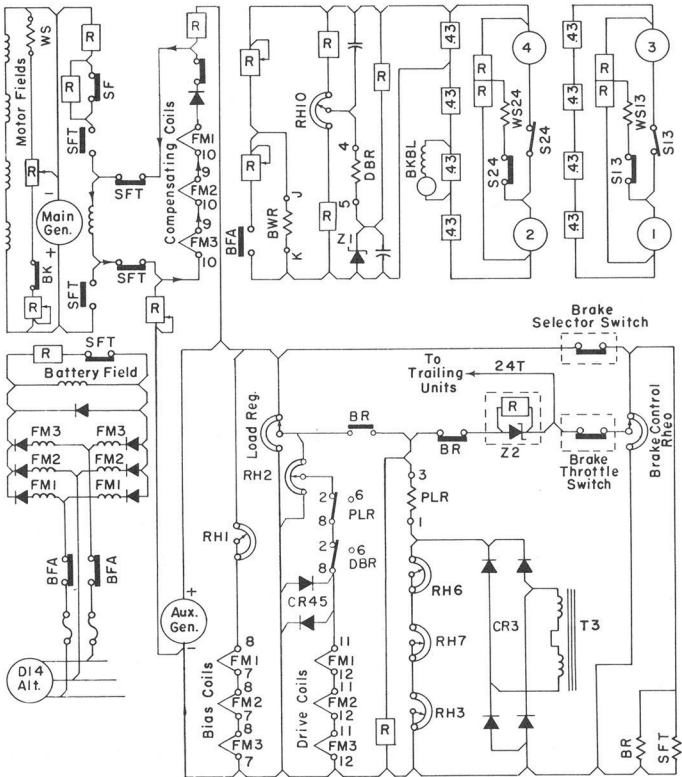 Motor Fields
WS
R
R
SF
R
SFT
R
Main
Gen.
−
+
SFT
SFT
SFT
BK
R
R
Compensating Coils
FM1
10
9
FM2
10
9
FM3
10
R
R
BFA
BWR
J
K
R
RH10
R
Z1
4
DBR
5
R
BKBL
.43
.43
.43
.43
4
R
R
WS24
S24
S24
2
.43
.43
.43
.43
3
R
R
WS13
S13
S13
1
R
SFT
Battery Field
FM3
FM3
FM2
FM2
FM1
FM1
BFA
BFA
D14
Alt.
+
Aux.
Gen.
−
RH1
Bias Coils
8
FM1
7
8
FM2
7
8
FM3
7
Load Reg.
RH2
BR
2
6
PLR
8
2
6
DBR
8
CR45
Drive Coils
11
FM1
12
11
FM2
12
11
FM3
12
R
3
PLR
1
RH6
RH7
RH3
CR3
T3
To
Trailing
Units
24T
BR
R
Z2
Brake
Selector Switch
Brake
Throttle
Switch
Brake Control
Rheo
BR
SFT